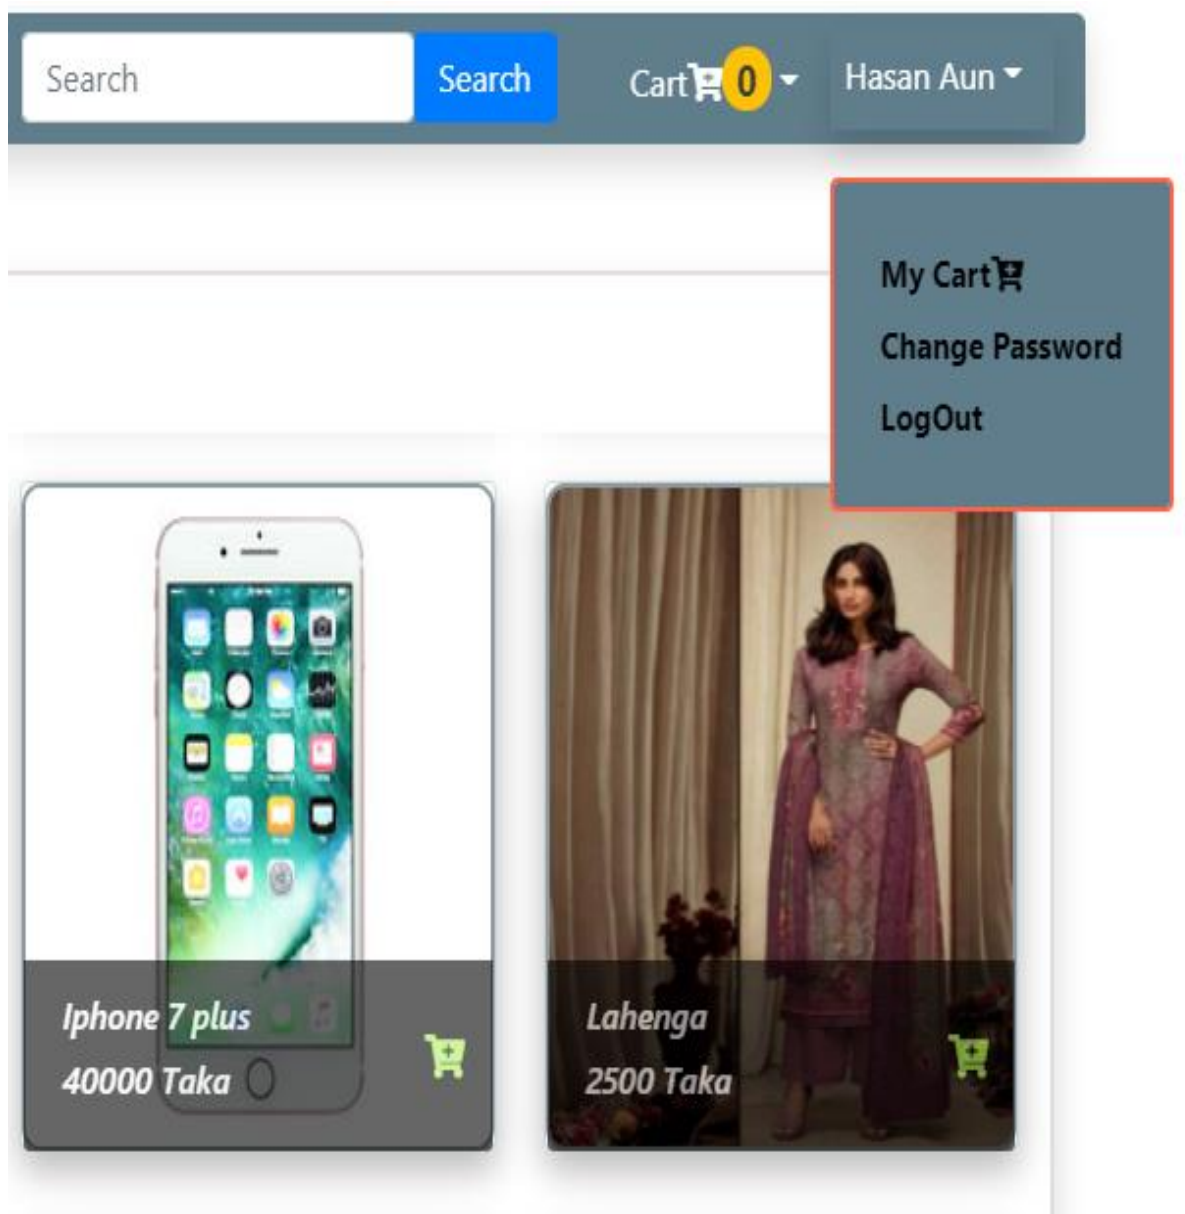 Search Search Cart 0 Hasan Aun
My Cart
Change Password
LogOut
Iphone 7 plus
40000 Taka
Lahenga
2500 Taka